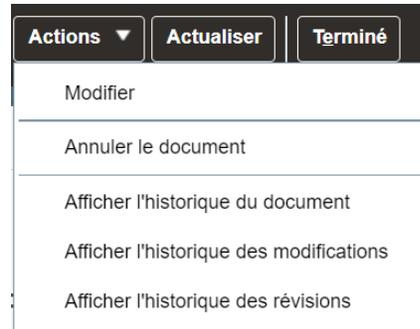 Actions ▼ Actualiser Terminé
Modifier
Annuler le document
Afficher l'historique du document
Afficher l'historique des modifications
Afficher l'historique des révisions